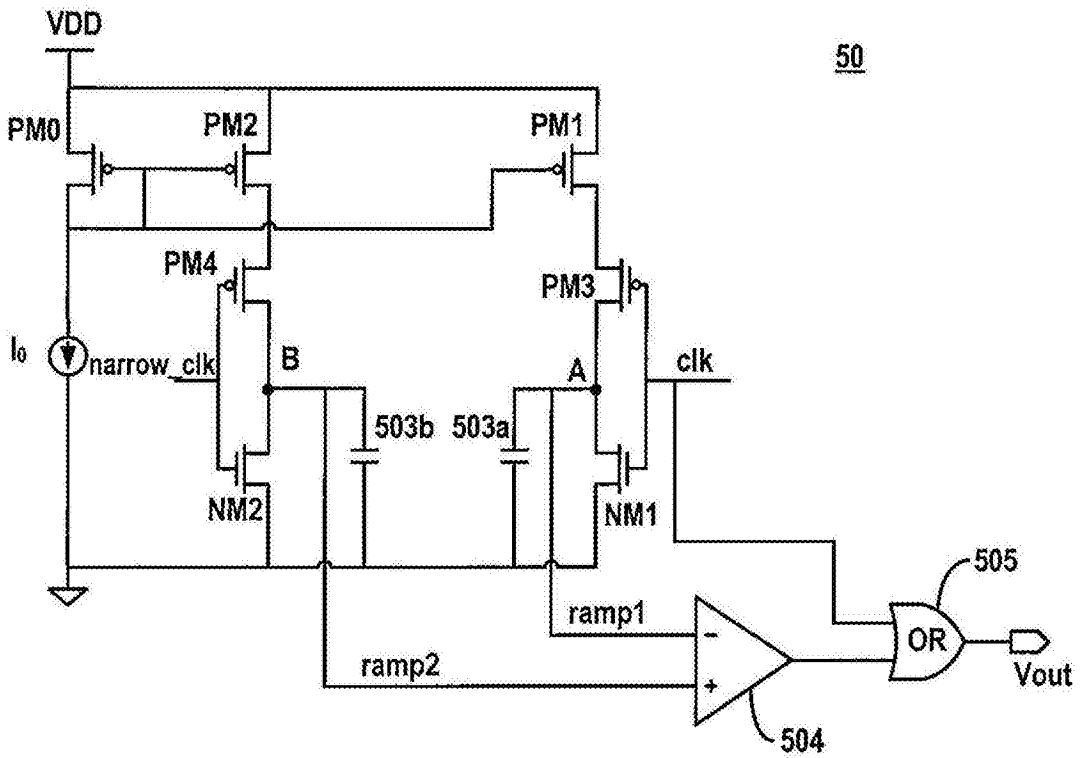 VDD
50
PM0
PM2
PM1
PM4
PM3
I₀
narrow_clk
B
A
clk
503b
503a
NM2
NM1
505
ramp1
−
OR
ramp2
+
Vout
504